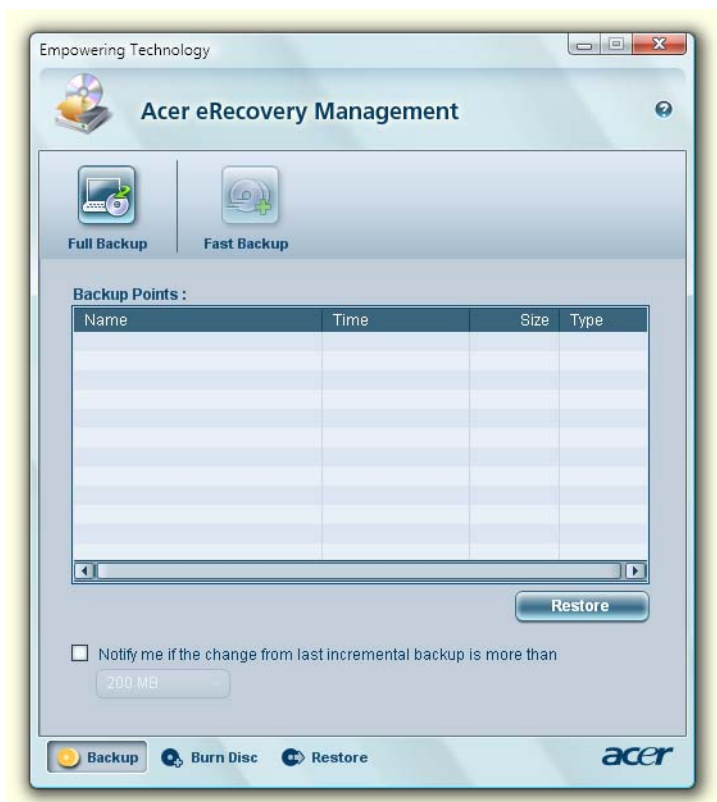 Empowering Technology
Acer eRecovery Management
Full Backup
Fast Backup
Backup Points :
Name Time Size Type
Restore
Notify me if the change from last incremental backup is more than
200 MB
Backup Burn Disc Restore
acer